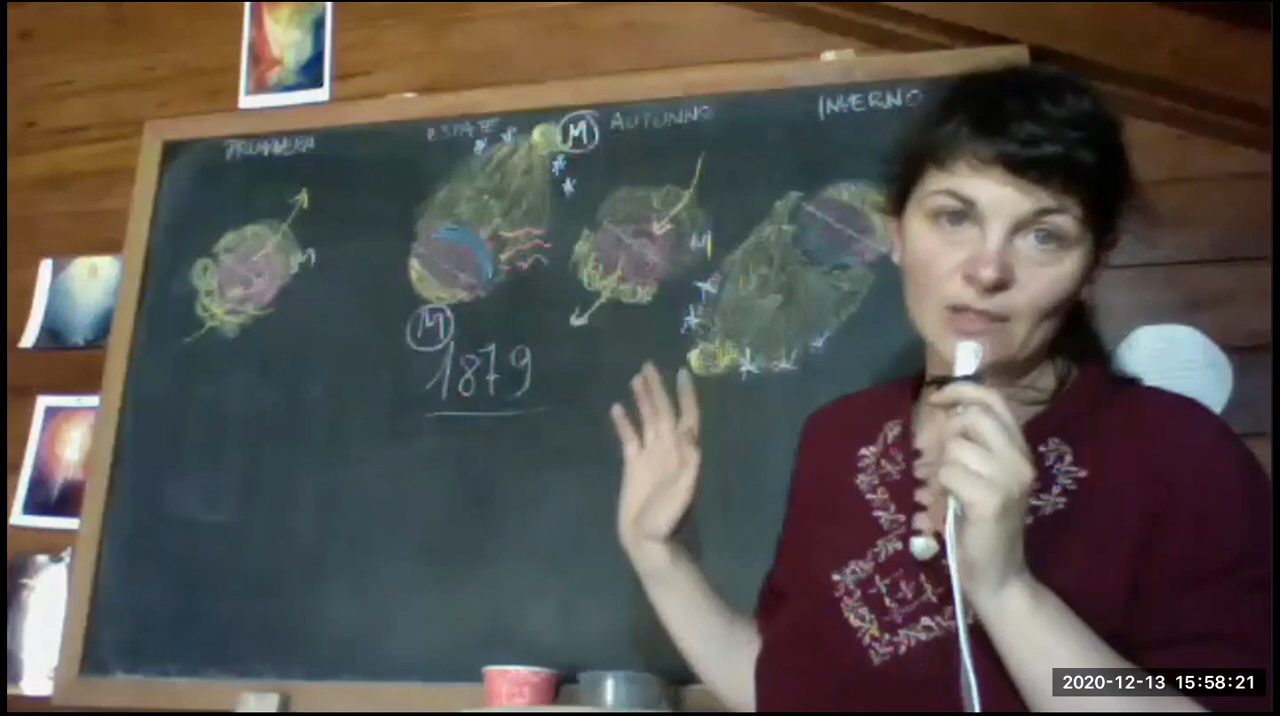 PRIMAVERA
ESTATE
M
AUTUNNO
INVERNO
M
M
M
1879
2020-12-13 15:58:21